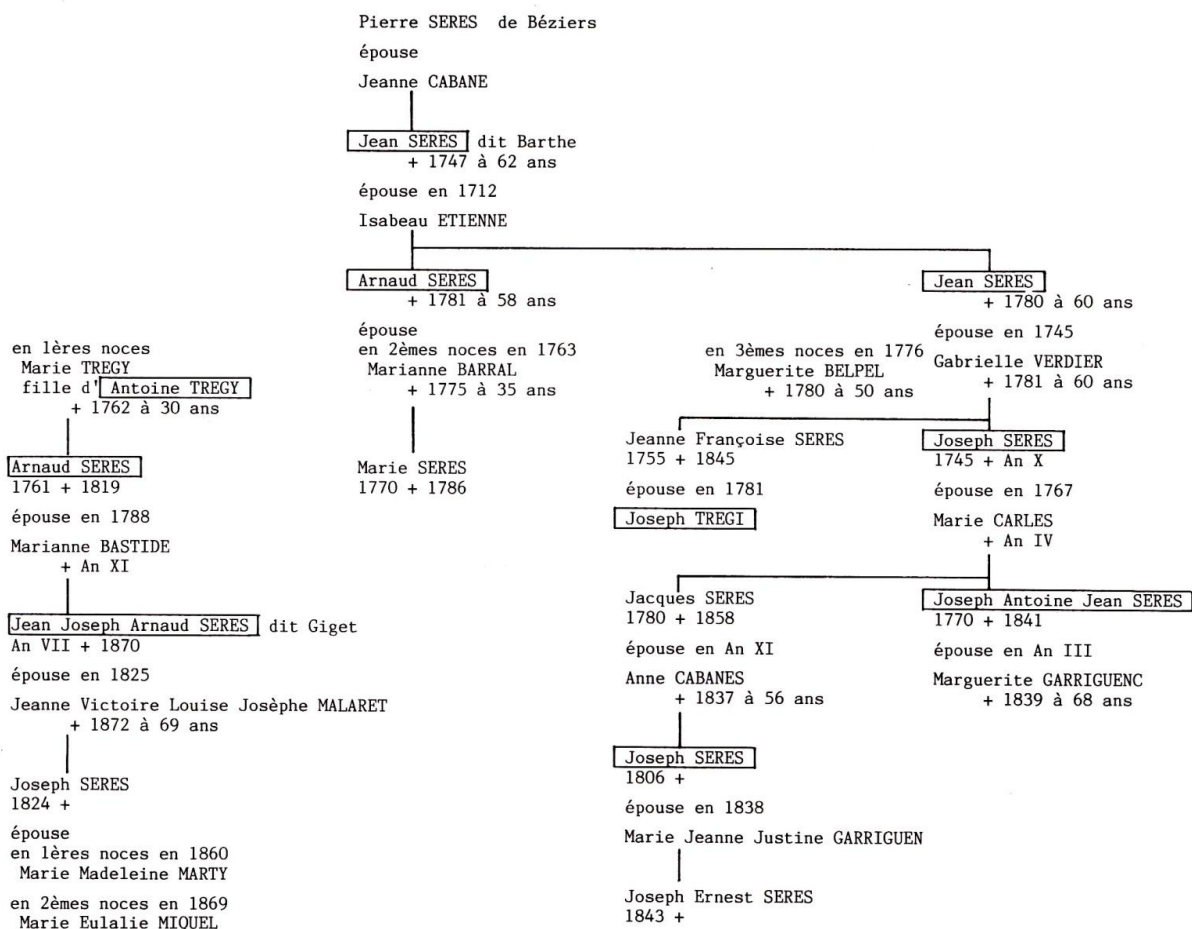 Pierre SERES de Béziers
épouse
Jeanne CABANE
Jean SERES dit Barthe
+ 1747 à 62 ans
épouse en 1712
Isabeau ETIENNE
Arnaud SERES
+ 1781 à 58 ans
épouse
en 1ères noces
Marie TREGY
fille d'Antoine TREGY
+ 1762 à 30 ans
Arnaud SERES
1761 + 1819
épouse en 1788
Marianne BASTIDE
+ An XI
Jean Joseph Arnaud SERES dit Giget
An VII + 1870
épouse en 1825
Jeanne Victoire Louise Josèphe MALARET
+ 1872 à 69 ans
Joseph SERES
1824 +
épouse
en 1ères noces en 1860
Marie Madeleine MARTY
en 2èmes noces en 1869
Marie Eulalie MIQUEL
en 2èmes noces en 1763
Marianne BARRAL
+ 1775 à 35 ans
Marie SERES
1770 + 1786
en 3èmes noces en 1776
Marguerite BELPEL
+ 1780 à 50 ans
Jean SERES
+ 1780 à 60 ans
épouse en 1745
Gabrielle VERDIER
+ 1781 à 60 ans
Jeanne Françoise SERES
1755 + 1845
épouse en 1781
Joseph TREGI
Joseph SERES
1745 + An X
épouse en 1767
Marie CARLES
+ An IV
Jacques SERES
1780 + 1858
épouse en An XI
Anne CABANES
+ 1837 à 56 ans
Joseph SERES
1806 +
épouse en 1838
Marie Jeanne Justine GARRIGUEN
Joseph Ernest SERES
1843 +
Joseph Antoine Jean SERES
1770 + 1841
épouse en An III
Marguerite GARRIGUENC
+ 1839 à 68 ans